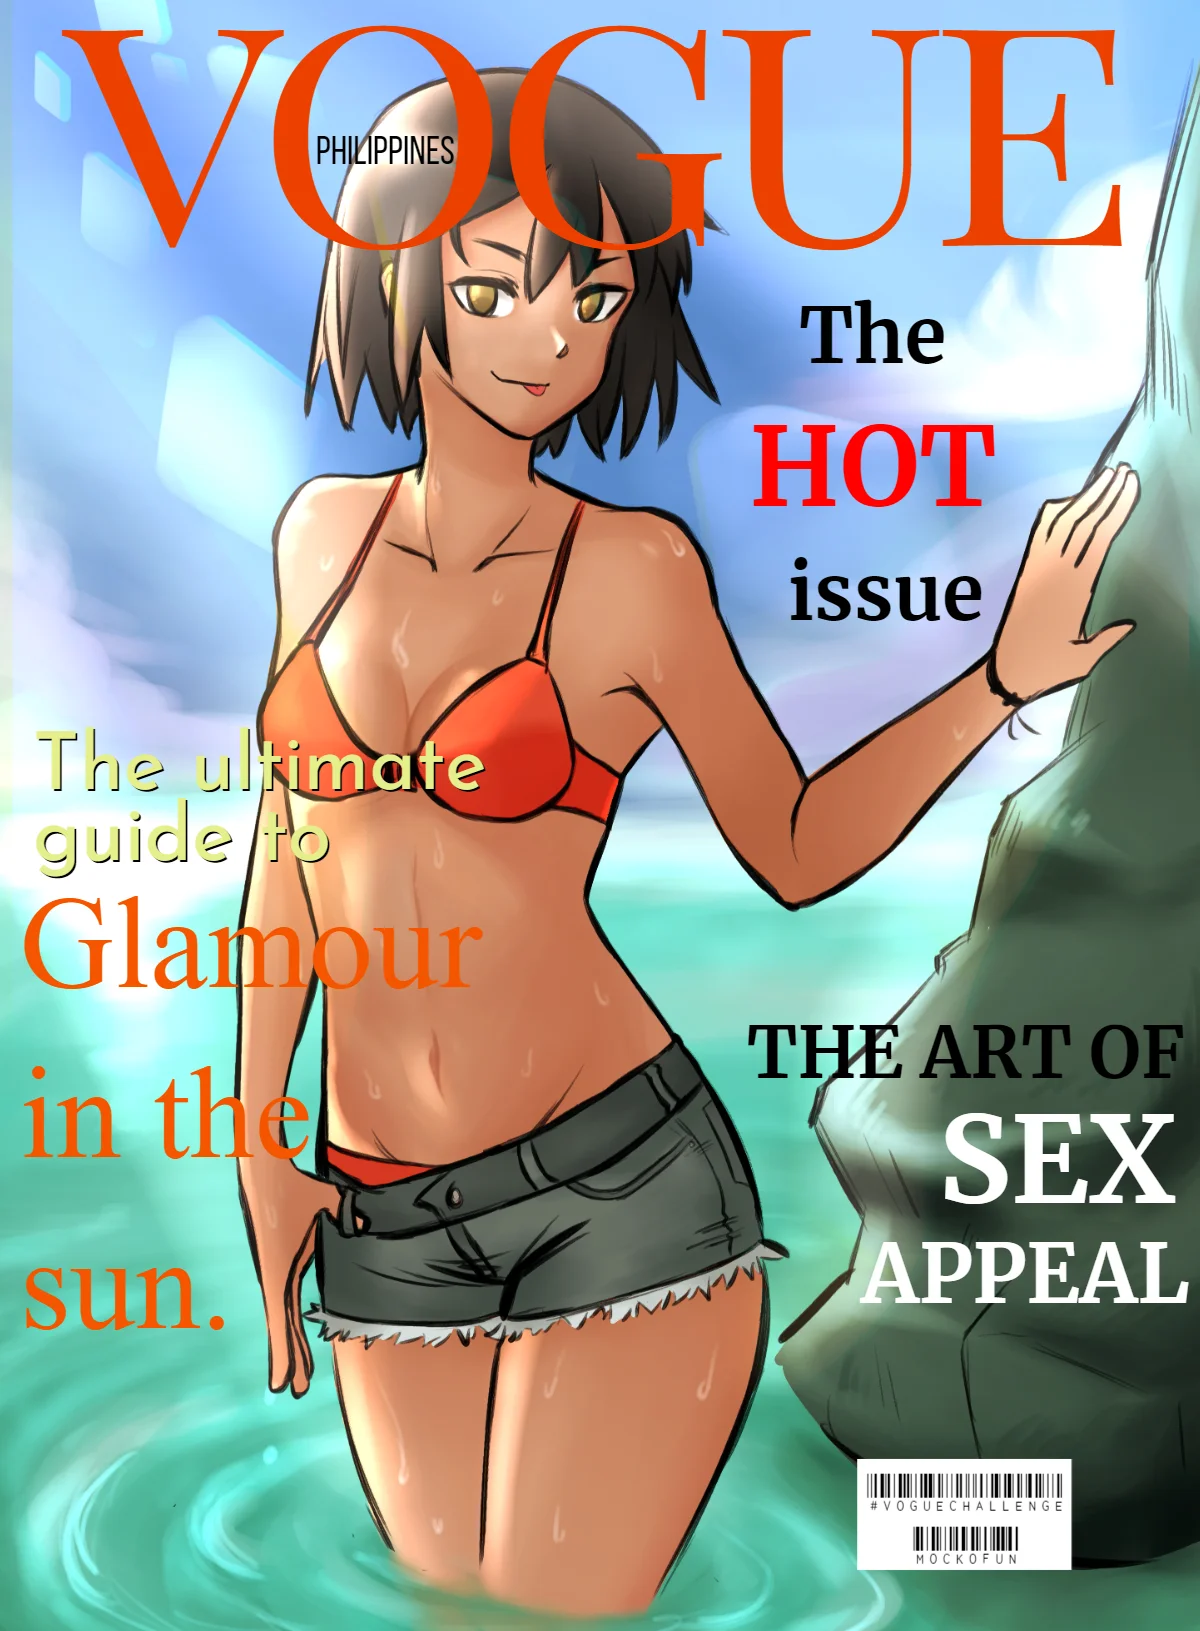 VOGUE
PHILIPPINES
The
HOT
issue
The ultimate
guide to
Glamour
in the
sun.
THE ART OF
SEX
APPEAL
#VOGUECHALLENGE
MOCKOFUN